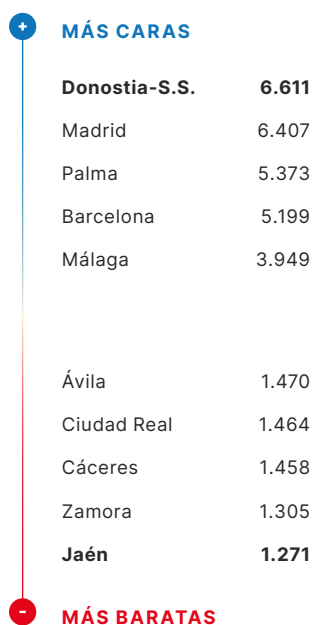 + MÁS CARAS
Donostia-S.S. 6.611
Madrid 6.407
Palma 5.373
Barcelona 5.199
Málaga 3.949
Ávila 1.470
Ciudad Real 1.464
Cáceres 1.458
Zamora 1.305
Jaén 1.271
- MÁS BARATAS